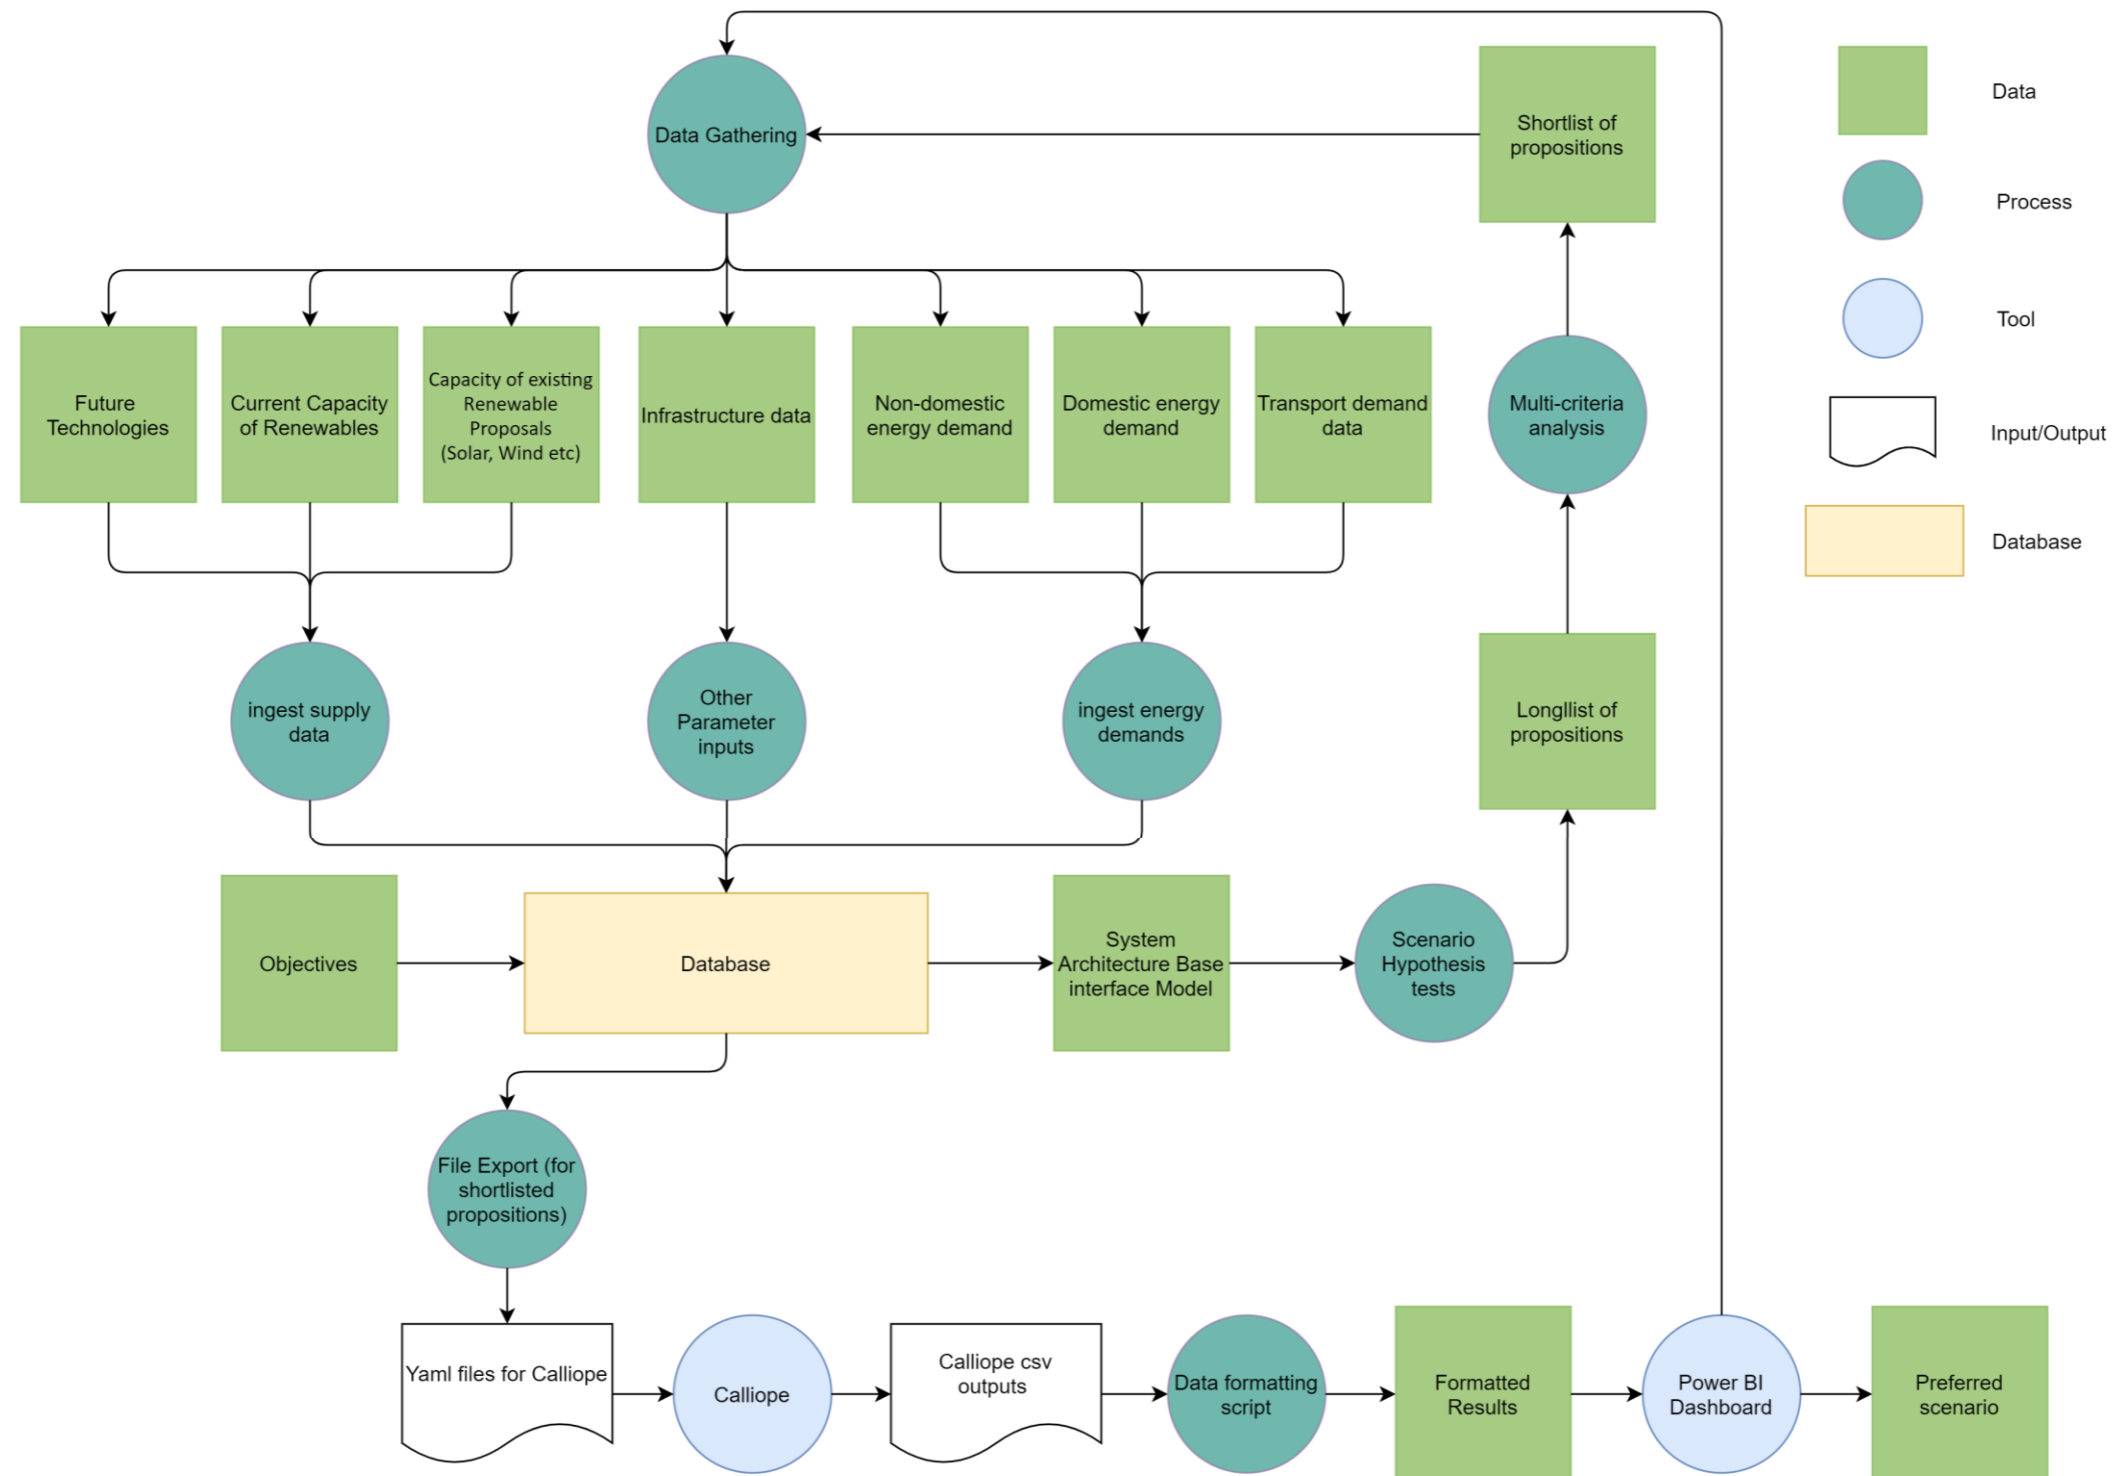 Data Gathering
Shortlist of
propositions
Data
Process
Tool
Input/Output
Database
Future
Technologies
Current Capacity
of Renewables
Capacity of existing
Renewable
Proposals
(Solar, Wind etc)
Infrastructure data
Non-domestic
energy demand
Domestic energy
demand
Transport demand
data
Multi-criteria
analysis
ingest supply
data
Other
Parameter
inputs
ingest energy
demands
Longllist of
propositions
Objectives
Database
System
Architecture Base
interface Model
Scenario
Hypothesis
tests
File Export (for
shortlisted
propositions)
Yaml files for Calliope
Calliope
Calliope csv
outputs
Data formatting
script
Formatted
Results
Power BI
Dashboard
Preferred
scenario